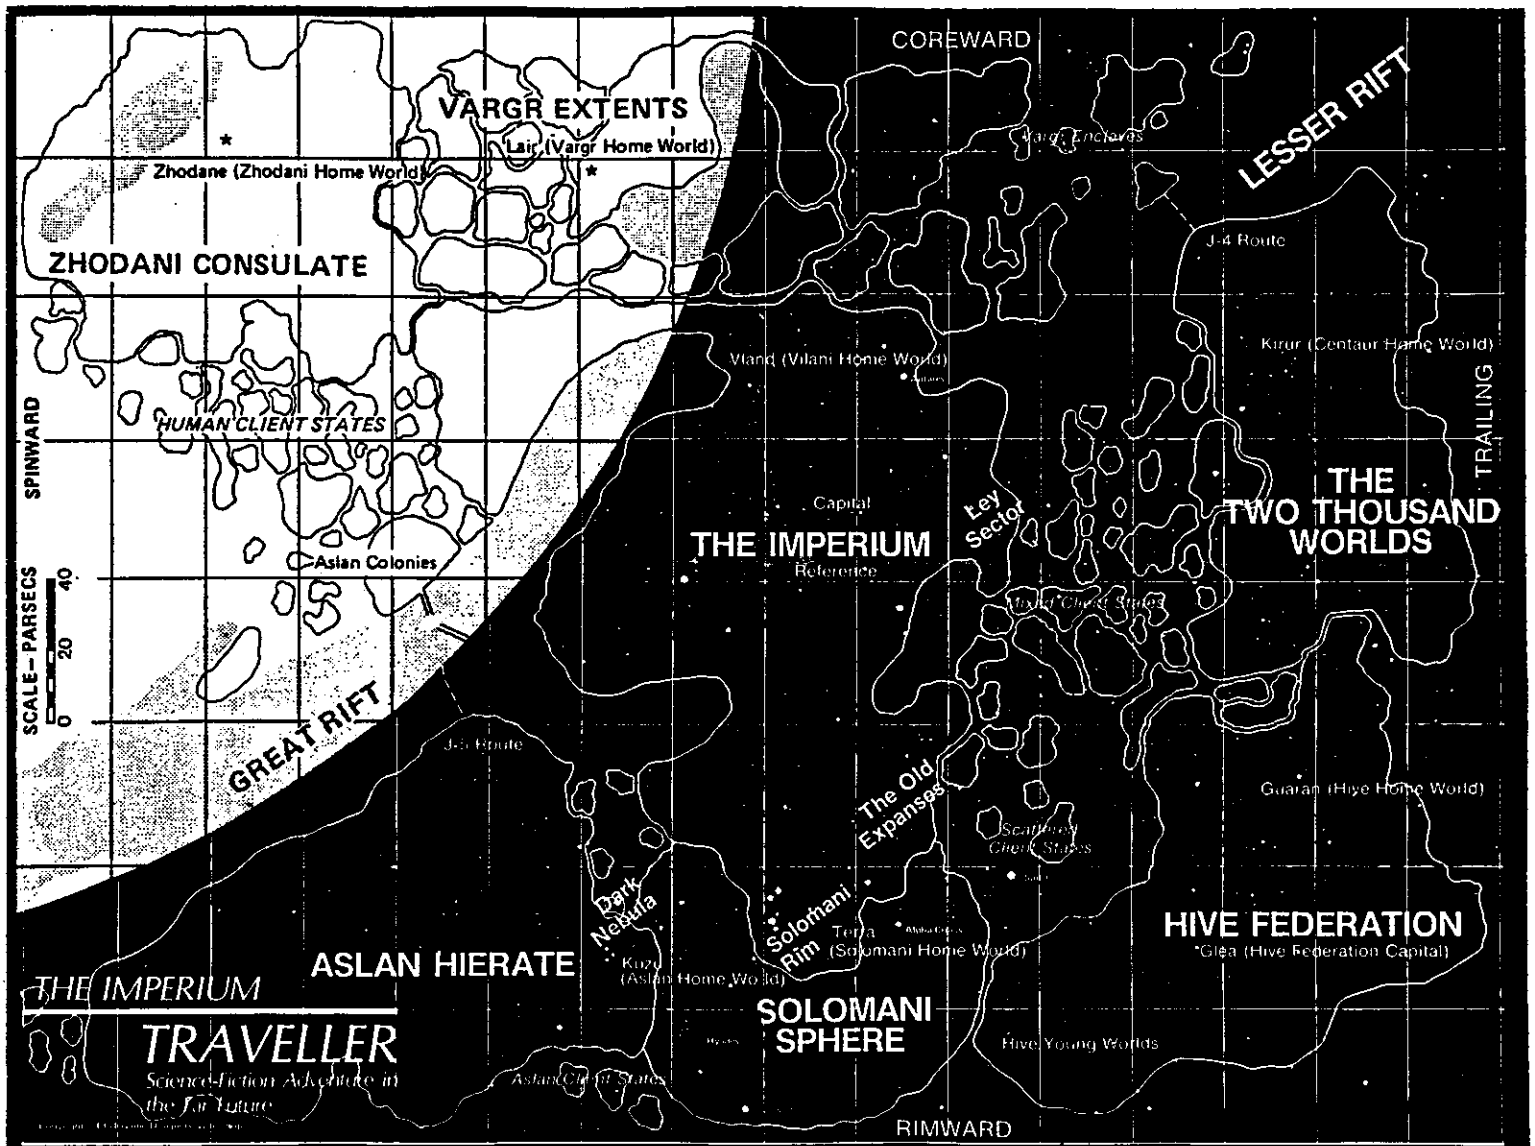 COREWARD
LESSER RIFT
VARGR EXTENTS
Lair (Vargr Home World)
Vargr Enclaves
Zhodane (Zhodani Home World)
J-4 Route
ZHODANI CONSULATE
Kirur (Centaur Home World)
Vland (Vilani Home World)
Antares
TRAILING
SPINWARD
HUMAN CLIENT STATES
THE
TWO THOUSAND
WORLDS
Capital
Ley
Sector
THE IMPERIUM
Reference
Aslan Colonies
Mixed Client States
SCALE—PARSECS
40
20
0
GREAT RIFT
J-5 Route
The Old
Expanses
Guaran (Hive Home World)
Scattered
Client States
Dark
Nebula
Solomani
Rim
Terra
(Solomani Home World)
HIVE FEDERATION
Glea (Hive Federation Capital)
ASLAN HIERATE
Kuzu
(Aslan Home World)
SOLOMANI
SPHERE
Hive Young Worlds
Aslan Client States
THE IMPERIUM
TRAVELLER
Science-Fiction Adventure in
the Far Future
RIMWARD